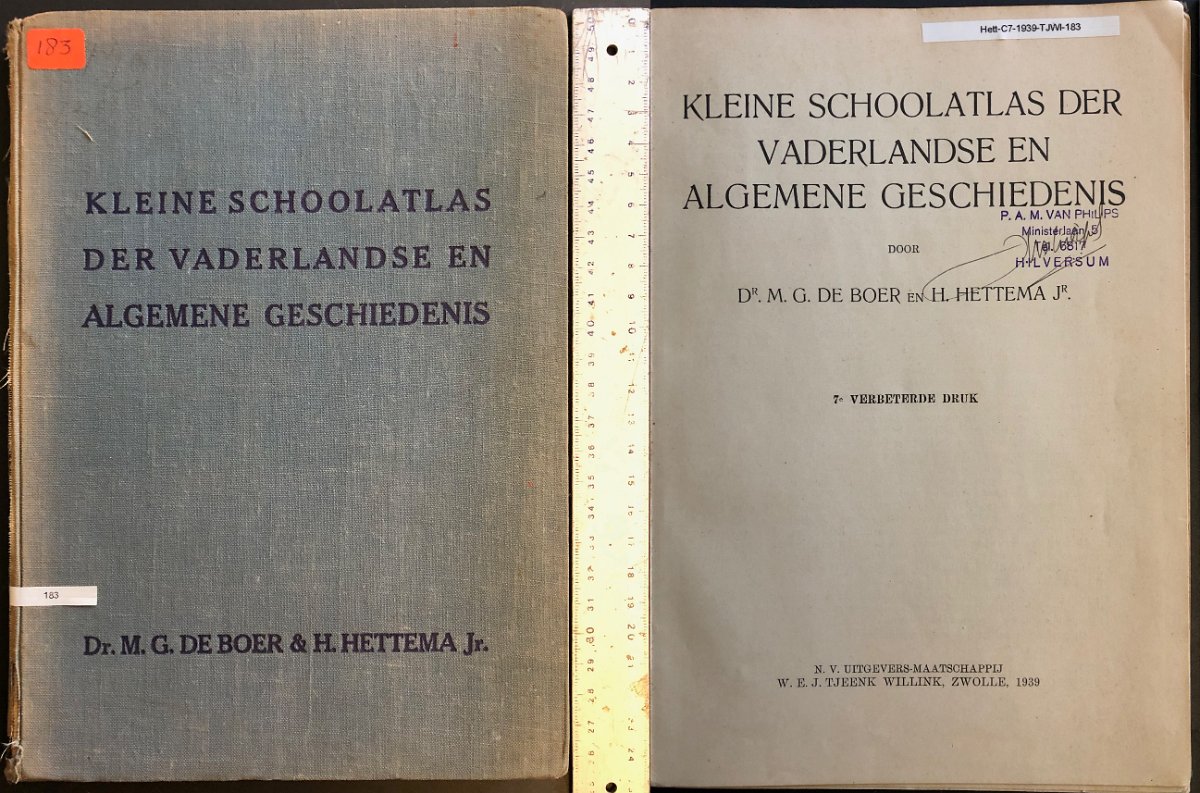 183
KLEINE SCHOOLATLAS
DER VADERLANDSE EN
ALGEMENE GESCHIEDENIS
183
Dr. M. G. DE BOER & H. HETTEMA Jr.
Hett-C7-1939-TJWI-183
KLEINE SCHOOLATLAS DER
VADERLANDSE EN
ALGEMENE GESCHIEDENIS
P. A. M. VAN PHILIPS
Ministerlaan 5
Tel. 6817
HILVERSUM
DOOR
DR. M. G. DE BOER EN H. HETTEMA JR.
7e VERBETERDE DRUK
N. V. UITGEVERS-MAATSCHAPPIJ
W. E. J. TJEENK WILLINK, ZWOLLE, 1939